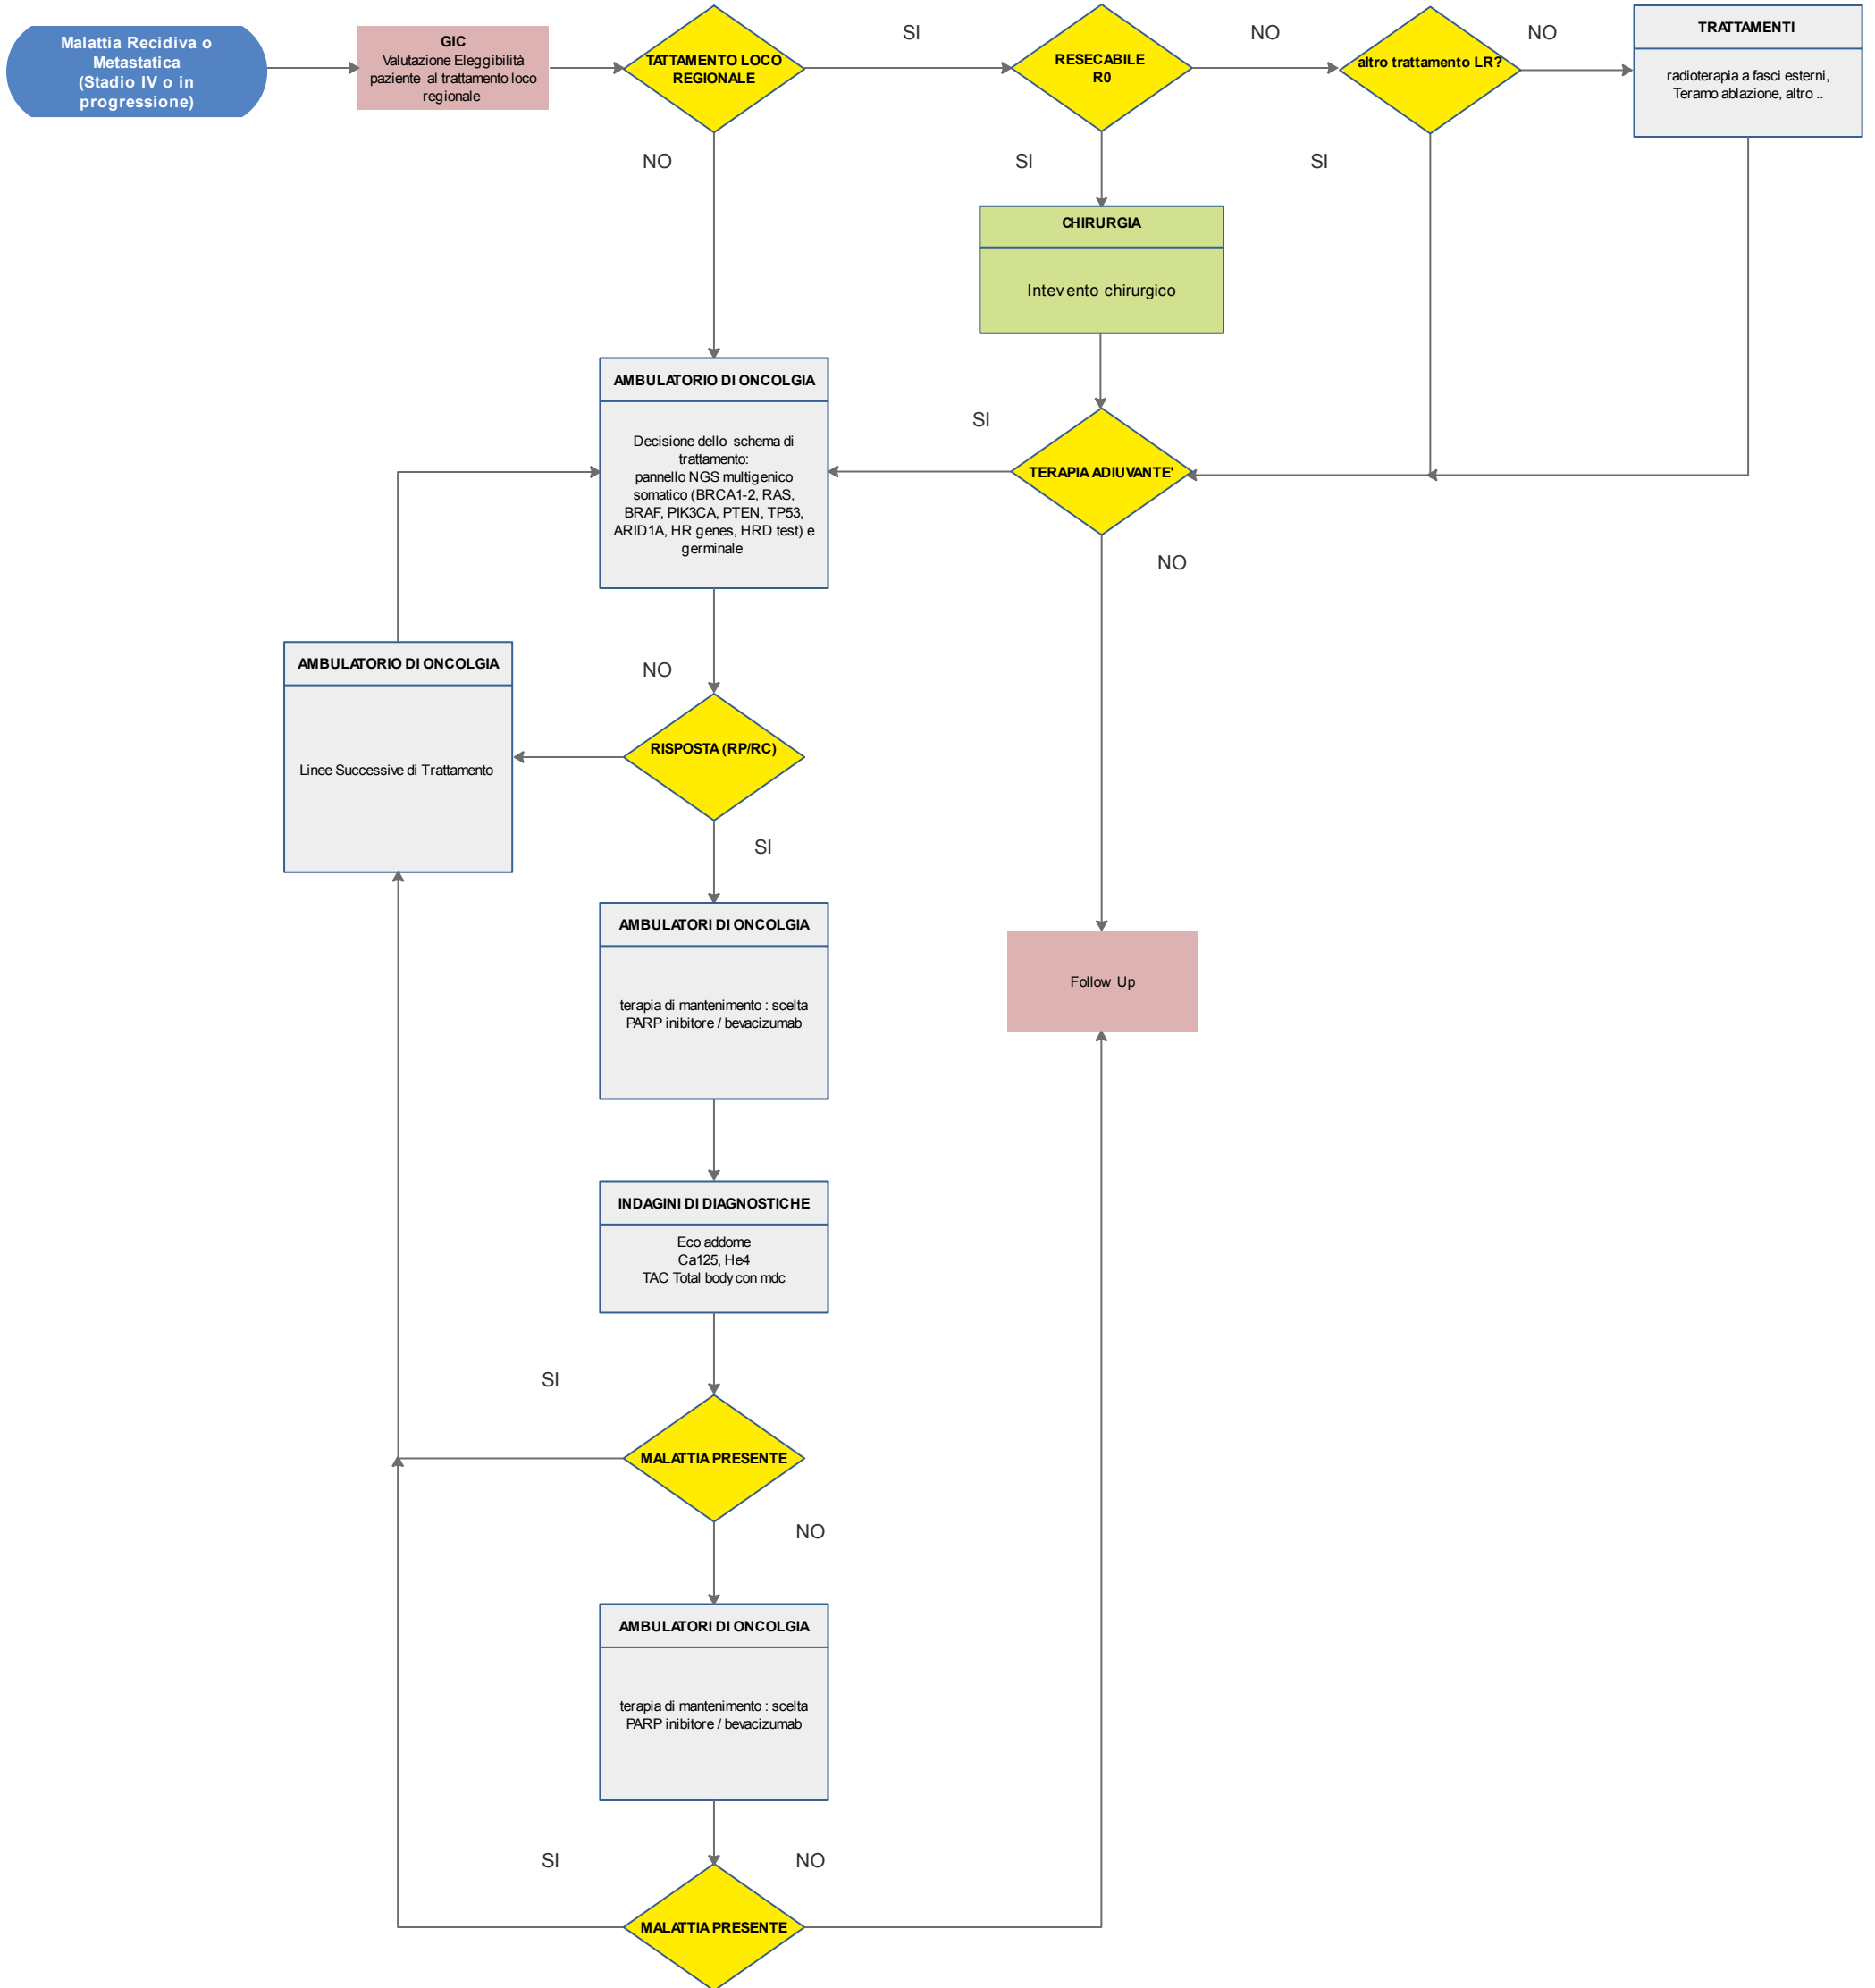 Malattia Recidiva o
Metastatica
(Stadio IV o in
progressione)
GIC
Valutazione Eleggibilità
paziente al trattamento loco
regionale
TATTAMENTO LOCO
REGIONALE
SI
RESECABILE
R0
NO
altro trattamento LR?
NO
TRATTAMENTI
radioterapia a fasci esterni,
Teramo ablazione, altro ..
NO
SI
SI
CHIRURGIA
Intevento chirurgico
AMBULATORIO DI ONCOLGIA
Decisione dello schema di
trattamento:
pannello NGS multigenico
somatico (BRCA1-2, RAS,
BRAF, PIK3CA, PTEN, TP53,
ARID1A, HR genes, HRD test) e
germinale
SI
TERAPIA ADIUVANTE'
NO
AMBULATORIO DI ONCOLGIA
Linee Successive di Trattamento
NO
RISPOSTA (RP/RC)
SI
AMBULATORI DI ONCOLGIA
terapia di mantenimento : scelta
PARP inibitore / bevacizumab
Follow Up
INDAGINI DI DIAGNOSTICHE
Eco addome
Ca125, He4
TAC Total body con mdc
SI
MALATTIA PRESENTE
NO
AMBULATORI DI ONCOLGIA
terapia di mantenimento : scelta
PARP inibitore / bevacizumab
SI
NO
MALATTIA PRESENTE